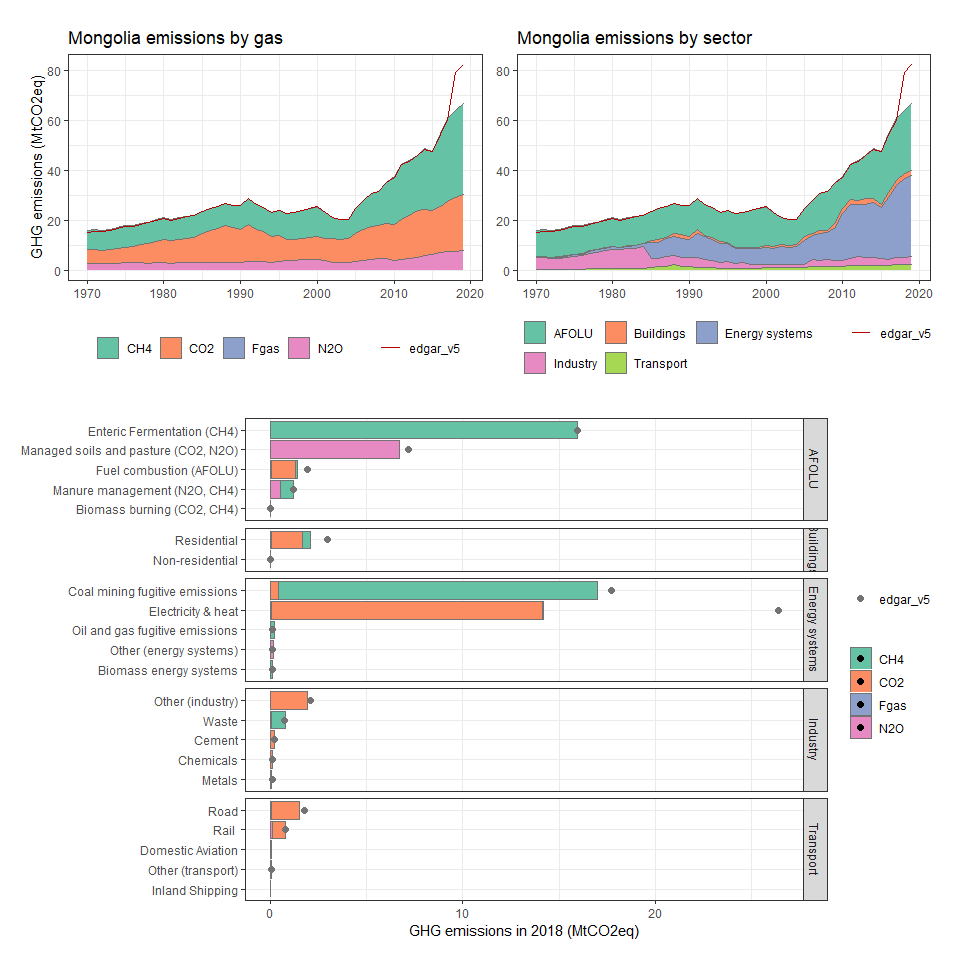 Mongolia emissions by gas
Mongolia emissions by sector
GHG emissions (MtCO2eq)
80
60
40
20
0
1970
1980
1990
2000
2010
2020
80
60
40
20
0
1970
1980
1990
2000
2010
2020
CH4
CO2
Fgas
N2O
edgar_v5
AFOLU
Buildings
Energy systems
edgar_v5
Industry
Transport
Enteric Fermentation (CH4)
Managed soils and pasture (CO2, N2O)
Fuel combustion (AFOLU)
Manure management (N2O, CH4)
Biomass burning (CO2, CH4)
AFOLU
Residential
Non-residential
Buildings
Coal mining fugitive emissions
Electricity & heat
Oil and gas fugitive emissions
Other (energy systems)
Biomass energy systems
Energy systems
Other (industry)
Waste
Cement
Chemicals
Metals
Industry
Road
Rail
Domestic Aviation
Other (transport)
Inland Shipping
Transport
0
10
20
GHG emissions in 2018 (MtCO2eq)
edgar_v5
CH4
CO2
Fgas
N2O